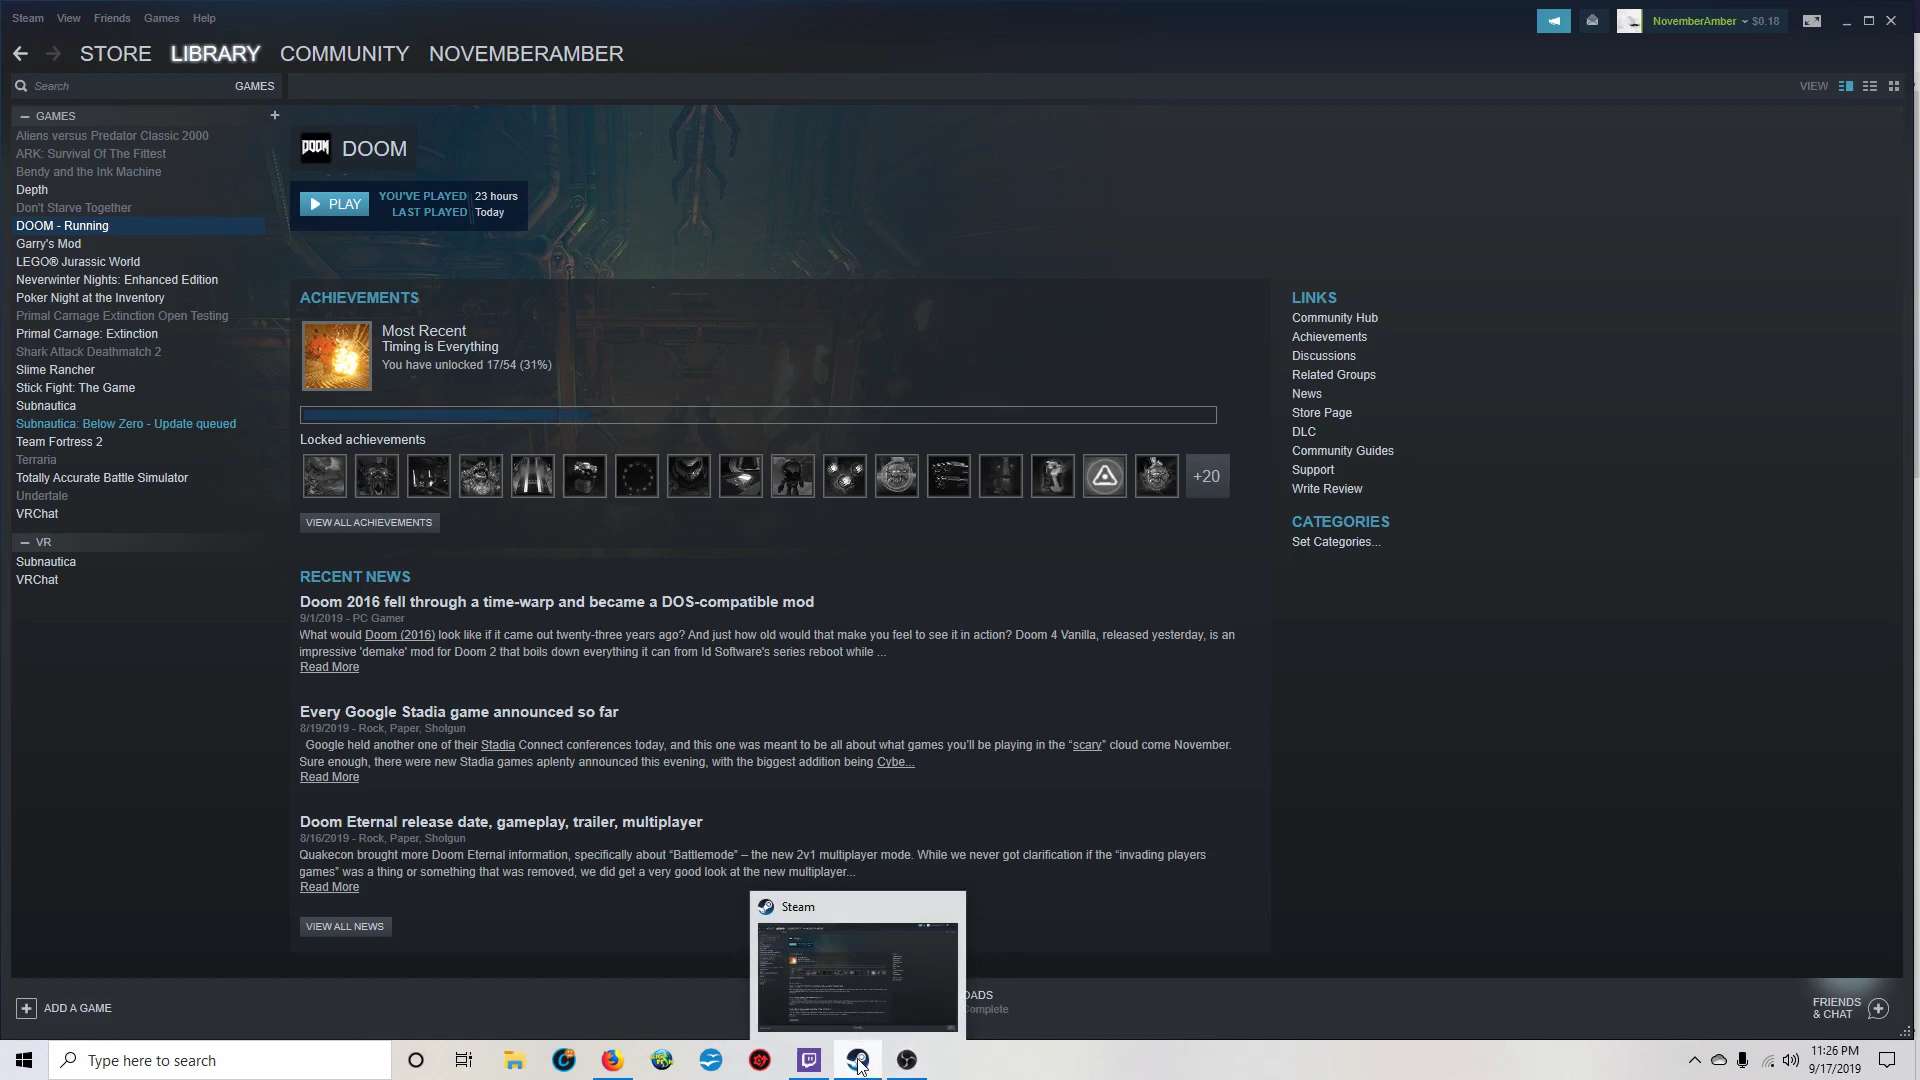 Steam View Friends Games Help
NovemberAmber $0.18
STORE LIBRARY COMMUNITY NOVEMBERAMBER
Search GAMES
VIEW
GAMES +
Aliens versus Predator Classic 2000
ARK: Survival Of The Fittest
Bendy and the Ink Machine
Depth
Don't Starve Together
DOOM - Running
Garry's Mod
LEGO® Jurassic World
Neverwinter Nights: Enhanced Edition
Poker Night at the Inventory
Primal Carnage Extinction Open Testing
Primal Carnage: Extinction
Shark Attack Deathmatch 2
Slime Rancher
Stick Fight: The Game
Subnautica
Subnautica: Below Zero - Update queued
Team Fortress 2
Terraria
Totally Accurate Battle Simulator
Undertale
VRChat
VR
Subnautica
VRChat
DOOM DOOM
PLAY
YOU'VE PLAYED 23 hours
LAST PLAYED Today
ACHIEVEMENTS
Most Recent
Timing is Everything
You have unlocked 17/54 (31%)
Locked achievements
+20
VIEW ALL ACHIEVEMENTS
RECENT NEWS
Doom 2016 fell through a time-warp and became a DOS-compatible mod
9/1/2019 - PC Gamer
What would Doom (2016) look like if it came out twenty-three years ago? And just how old would that make you feel to see it in action? Doom 4 Vanilla, released yesterday, is an
impressive 'demake' mod for Doom 2 that boils down everything it can from Id Software's series reboot while ...
Read More
Every Google Stadia game announced so far
8/19/2019 - Rock, Paper, Shotgun
Google held another one of their Stadia Connect conferences today, and this one was meant to be all about what games you'll be playing in the “scary” cloud come November.
Sure enough, there were new Stadia games aplenty announced this evening, with the biggest addition being Cybe...
Read More
Doom Eternal release date, gameplay, trailer, multiplayer
8/16/2019 - Rock, Paper, Shotgun
Quakecon brought more Doom Eternal information, specifically about “Battlemode” – the new 2v1 multiplayer mode. While we never got clarification if the “invading players
games” was a thing or something that was removed, we did get a very good look at the new multiplayer...
Read More
VIEW ALL NEWS
LINKS
Community Hub
Achievements
Discussions
Related Groups
News
Store Page
DLC
Community Guides
Support
Write Review
CATEGORIES
Set Categories...
Steam
OADS
Complete
+ ADD A GAME
FRIENDS
& CHAT
Type here to search
11:26 PM
9/17/2019